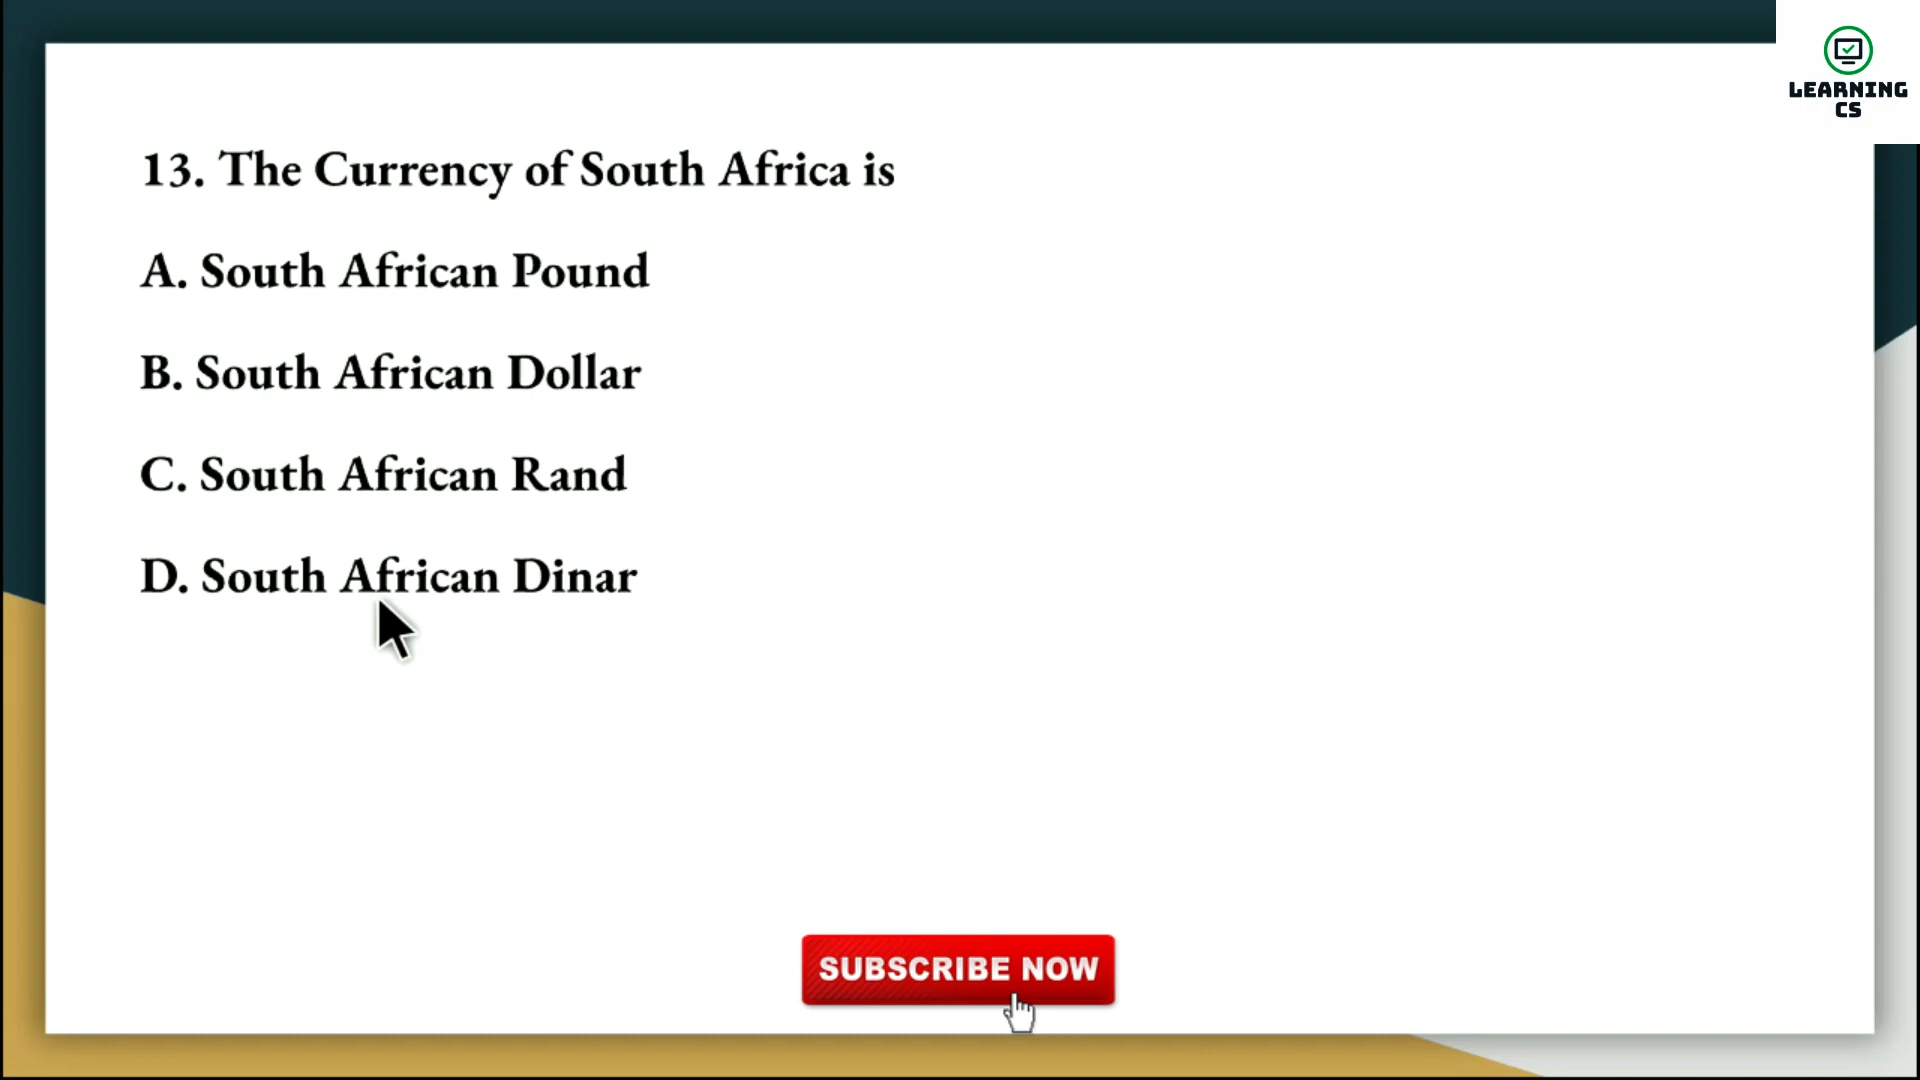 LEARNING
CS
13. The Currency of South Africa is
A. South African Pound
B. South African Dollar
C. South African Rand
D. South African Dinar
SUBSCRIBE NOW